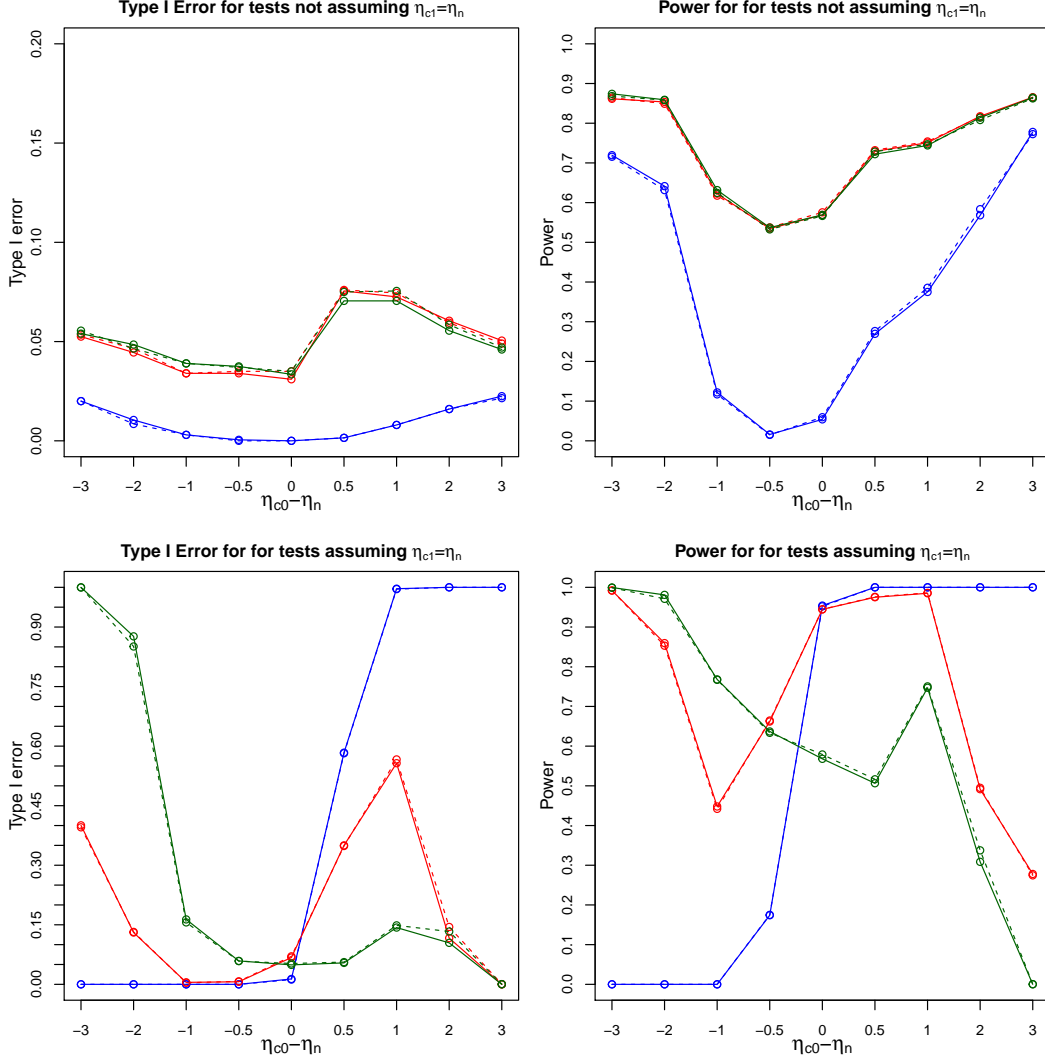 Type I Error for tests not assuming ηc1=ηn
0.20
0.15
0.10
0.05
0.00
Type I error
−3 −2 −1 −0.5 0 0.5 1 2 3
ηc0−ηn
Power for for tests not assuming ηc1=ηn
1.0
0.9
0.8
0.7
0.6
0.5
0.4
0.3
0.2
0.1
0.0
Power
−3 −2 −1 −0.5 0 0.5 1 2 3
ηc0−ηn
Type I Error for for tests assuming ηc1=ηn
0.90
0.75
0.60
0.45
0.30
0.15
0.00
Type I error
−3 −2 −1 −0.5 0 0.5 1 2 3
ηc0−ηn
Power for for tests assuming ηc1=ηn
1.0
0.9
0.8
0.7
0.6
0.5
0.4
0.3
0.2
0.1
0.0
Power
−3 −2 −1 −0.5 0 0.5 1 2 3
ηc0−ηn